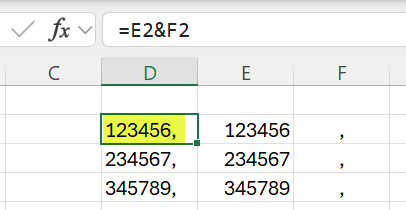 fx =E2&F2
C D E F
123456, 123456 ,
234567, 234567 ,
345789, 345789 ,